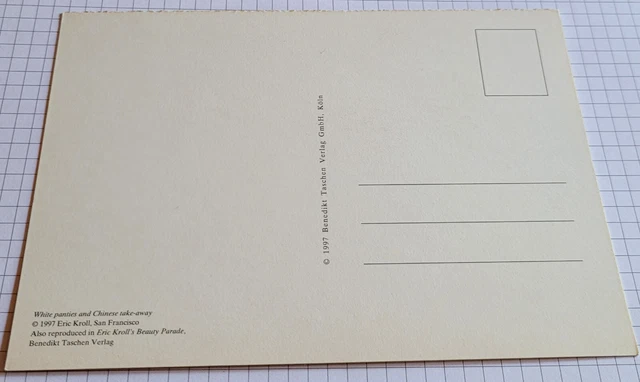 White panties and Chinese take-away
© 1997 Eric Kroll, San Francisco
Also reproduced in Eric Kroll's Beauty Parade,
Benedikt Taschen Verlag
© 1997 Benedikt Taschen Verlag GmbH, Köln